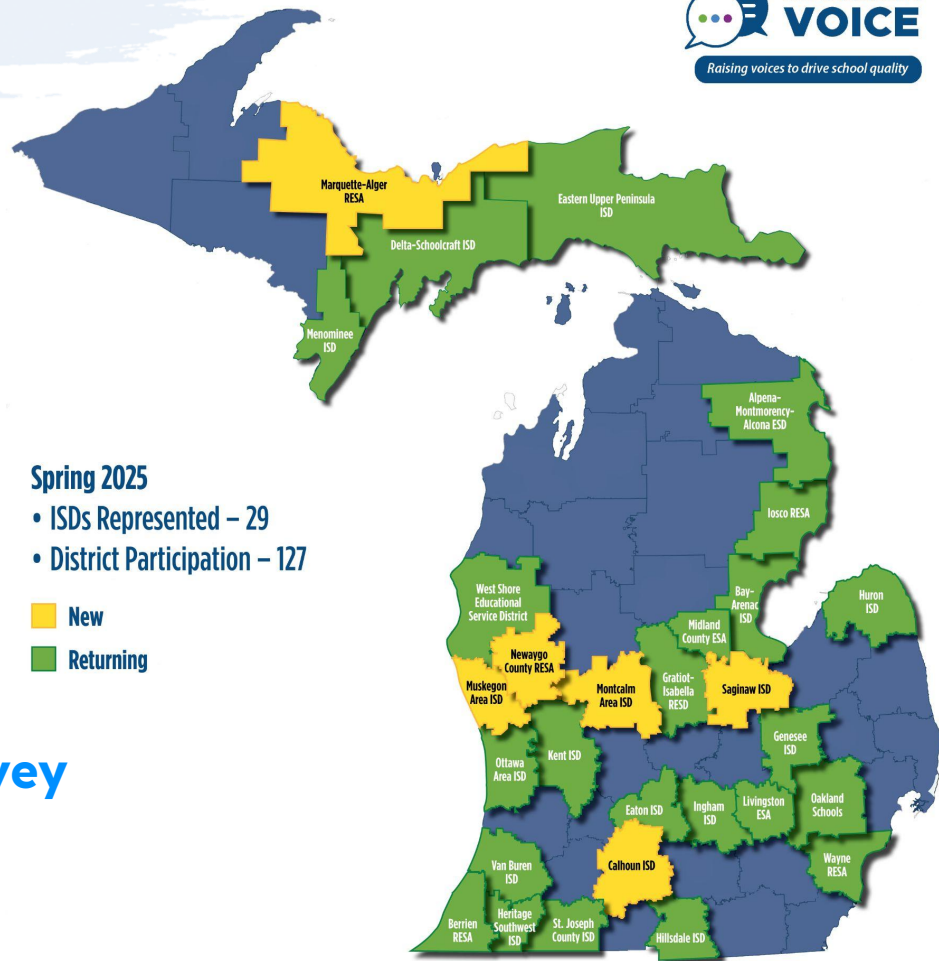 VOICE
Raising voices to drive school quality
Marquette-Alger
RESA
Eastern Upper Peninsula
ISD
Delta-Schoolcraft ISD
Menominee
ISD
Alpena-
Montmorency-
Alcona ESD
Iosco RESA
Spring 2025
• ISDs Represented – 29
• District Participation – 127
New
Returning
West Shore
Educational
Service District
Bay-
Arenac
ISD
Huron
ISD
Midland
County ESA
Newaygo
County RESA
Muskegon
Area ISD
Montcalm
Area ISD
Gratiot-
Isabella
RESD
Saginaw ISD
Genesee
ISD
Ottawa
Area ISD
Kent ISD
vey
Eaton ISD
Ingham
ISD
Livingston
ESA
Oakland
Schools
Van Buren
ISD
Calhoun ISD
Wayne
RESA
Berrien
RESA
Heritage
Southwest
ISD
St. Joseph
County ISD
Hillsdale ISD